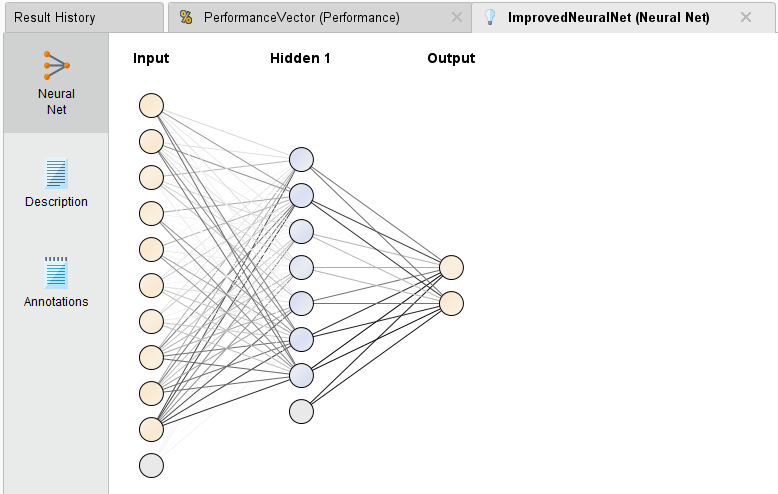 Result History
PerformanceVector (Performance)
ImprovedNeuralNet (Neural Net)
Input
Hidden 1
Output
Neural
Net
Description
Annotations